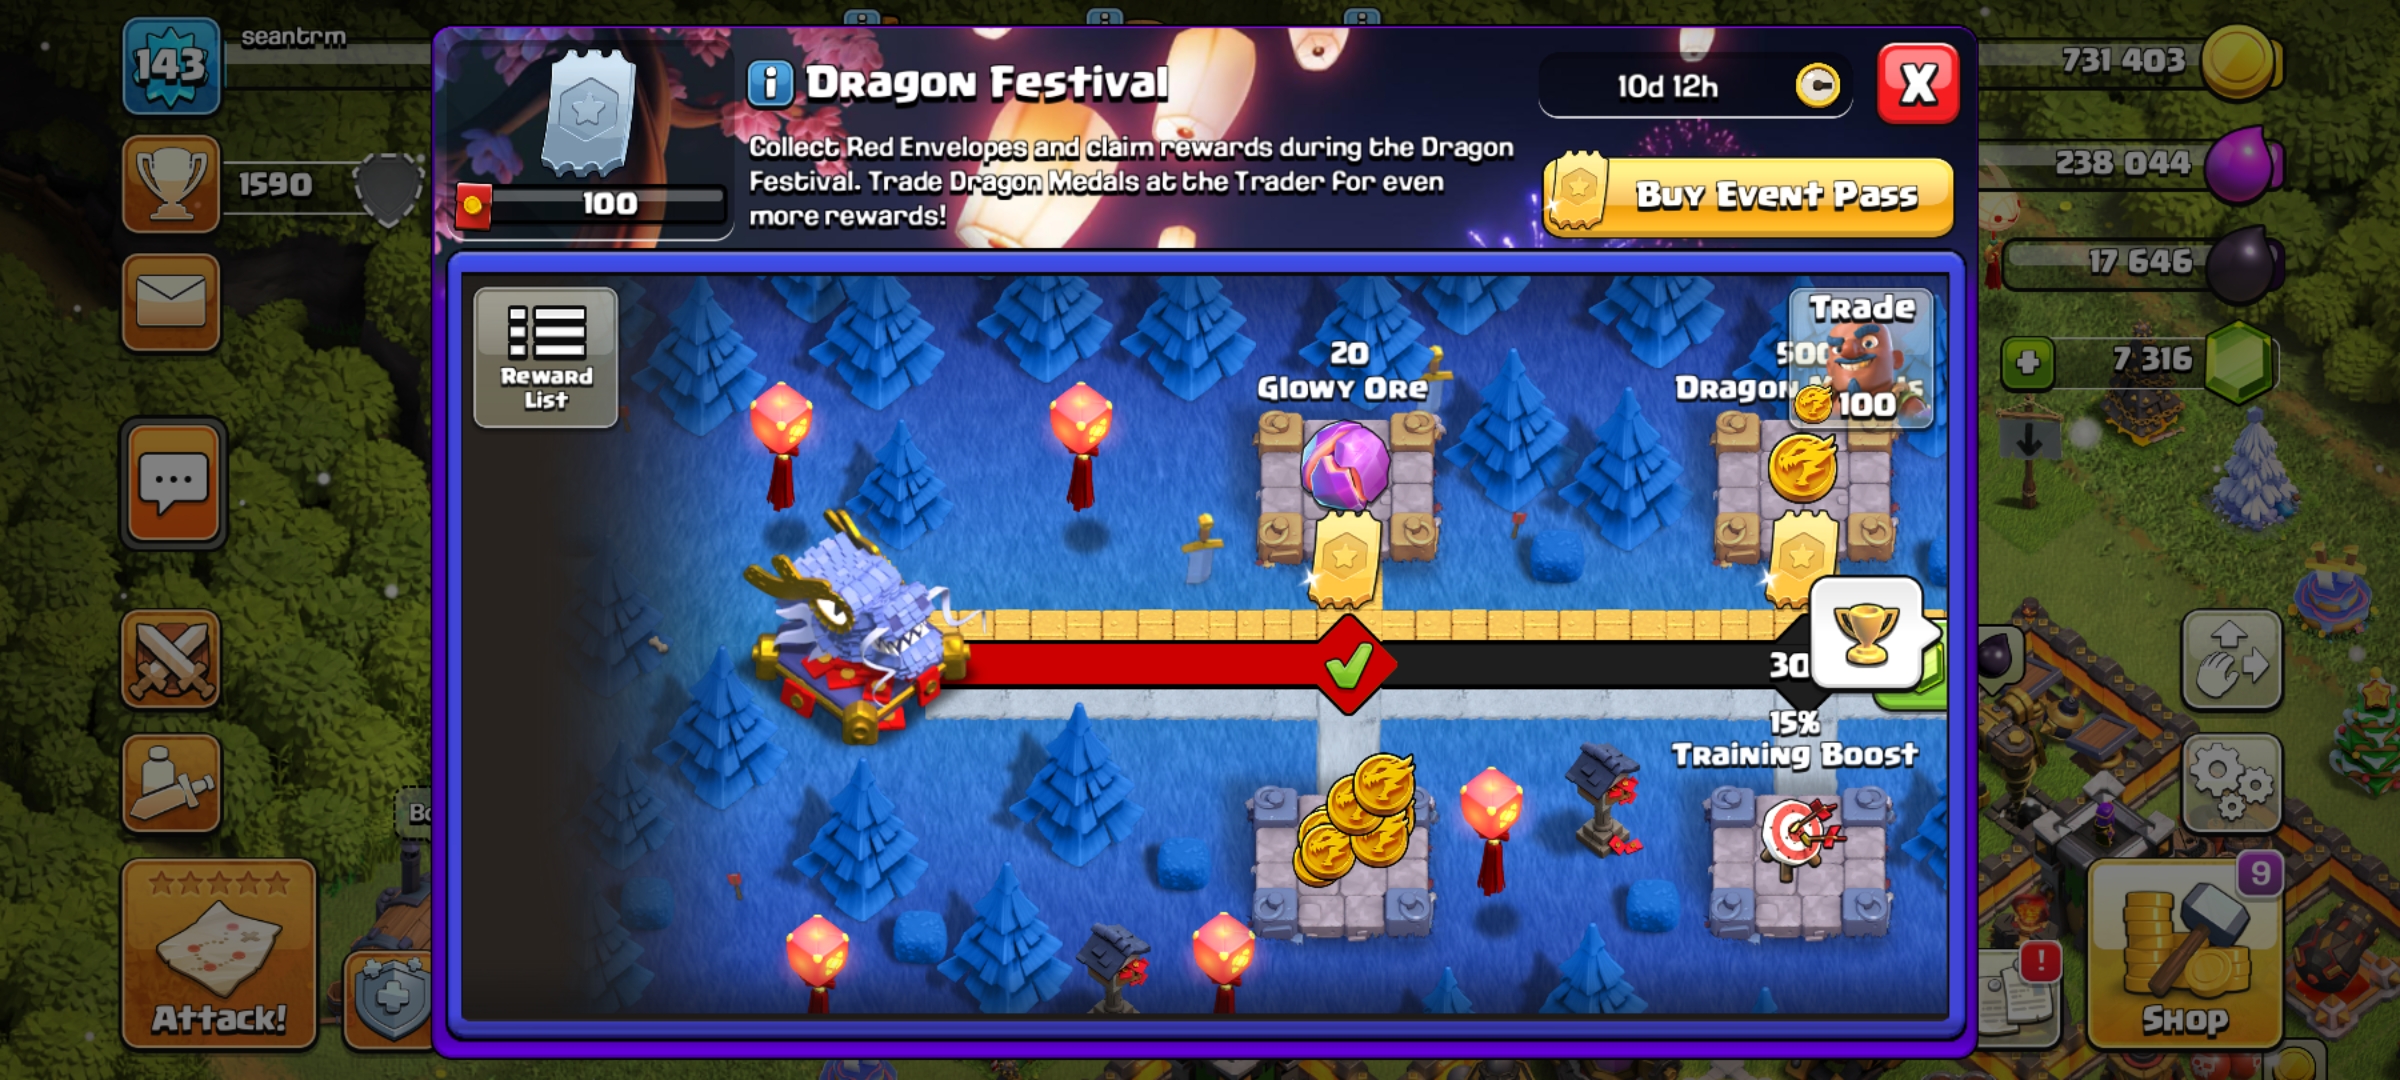 143
seantrm
1590
100
Dragon Festival
Collect Red Envelopes and claim rewards during the Dragon
Festival. Trade Dragon Medals at the Trader for even
more rewards!
10d 12h
X
Buy Event Pass
731 403
238 044
17 646
7 316
Reward
List
20
Glowy Ore
Trade
100
500
Dragon
30
15%
Training Boost
Attack!
9
!
Shop